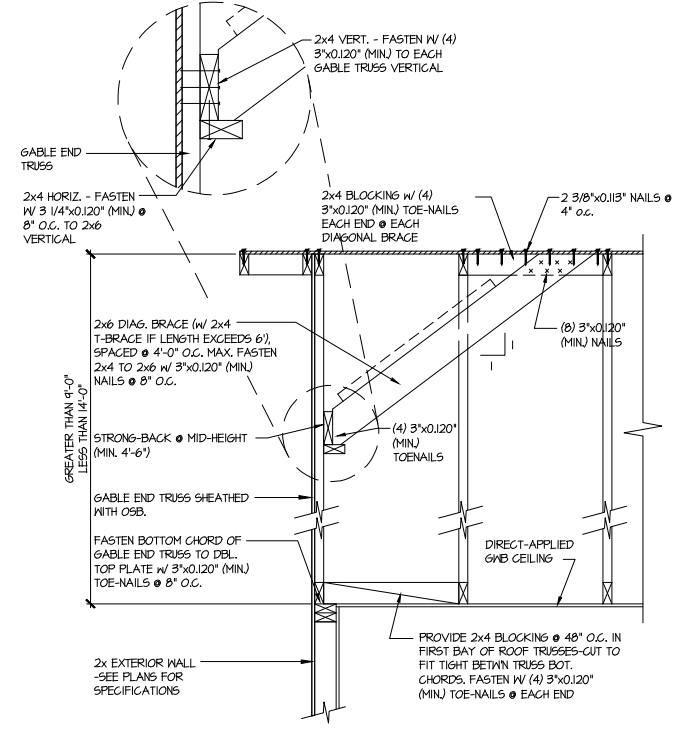 2x4 VERT. - FASTEN W/ (4)
3"x0.120" (MIN.) TO EACH
GABLE TRUSS VERTICAL
GABLE END
TRUSS
2x4 HORIZ. - FASTEN
W/ 3 1/4"x0.120" (MIN.) @
8" O.C. TO 2x6
VERTICAL
2x4 BLOCKING W/ (4)
3"x0.120" (MIN.) TOE-NAILS
EACH END @ EACH
DIAGONAL BRACE
2 3/8"x0.113" NAILS @
4" O.C.
2x6 DIAG. BRACE (W/ 2x4
T-BRACE IF LENGTH EXCEEDS 6'),
SPACED @ 4'-0" O.C. MAX. FASTEN
2x4 TO 2x6 W/ 3"x0.120" (MIN.)
NAILS @ 8" O.C.
(8) 3"x0.120"
(MIN.) NAILS
1
1
GREATER THAN 9'-0"
LESS THAN 14'-0"
STRONG-BACK @ MID-HEIGHT
(MIN. 4'-6")
(4) 3"x0.120"
(MIN.)
TOENAILS
GABLE END TRUSS SHEATHED
WITH OSB.
FASTEN BOTTOM CHORD OF
GABLE END TRUSS TO DBL.
TOP PLATE W/ 3"x0.120" (MIN.)
TOE-NAILS @ 8" O.C.
DIRECT-APPLIED
GWB CEILING
PROVIDE 2x4 BLOCKING @ 48" O.C. IN
FIRST BAY OF ROOF TRUSSES-CUT TO
FIT TIGHT BETW'N TRUSS BOT.
CHORDS. FASTEN W/ (4) 3"x0.120"
(MIN.) TOE-NAILS @ EACH END
2x EXTERIOR WALL
-SEE PLANS FOR
SPECIFICATIONS